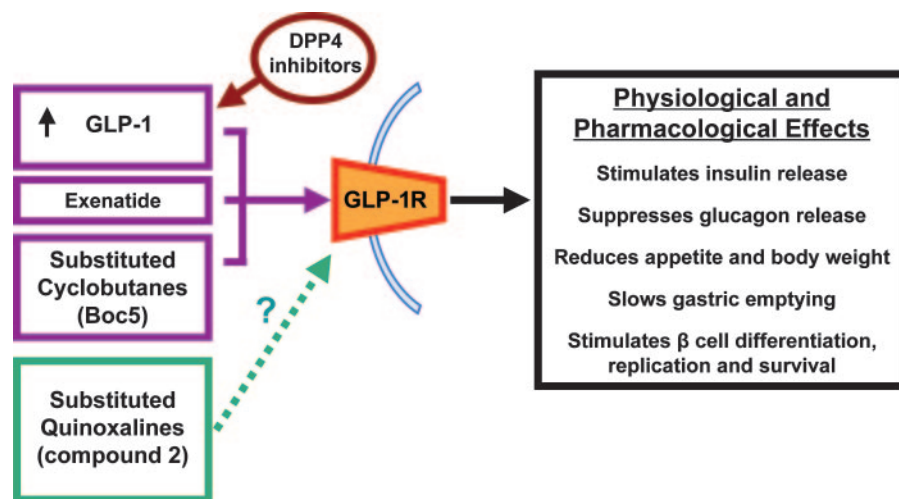 DPP4
inhibitors
GLP-1
Exenatide
Substituted
Cyclobutanes
(Boc5)
Substituted
Quinoxalines
(compound 2)
?
GLP-1R
Physiological and
Pharmacological Effects
Stimulates insulin release
Suppresses glucagon release
Reduces appetite and body weight
Slows gastric emptying
Stimulates β cell differentiation,
replication and survival